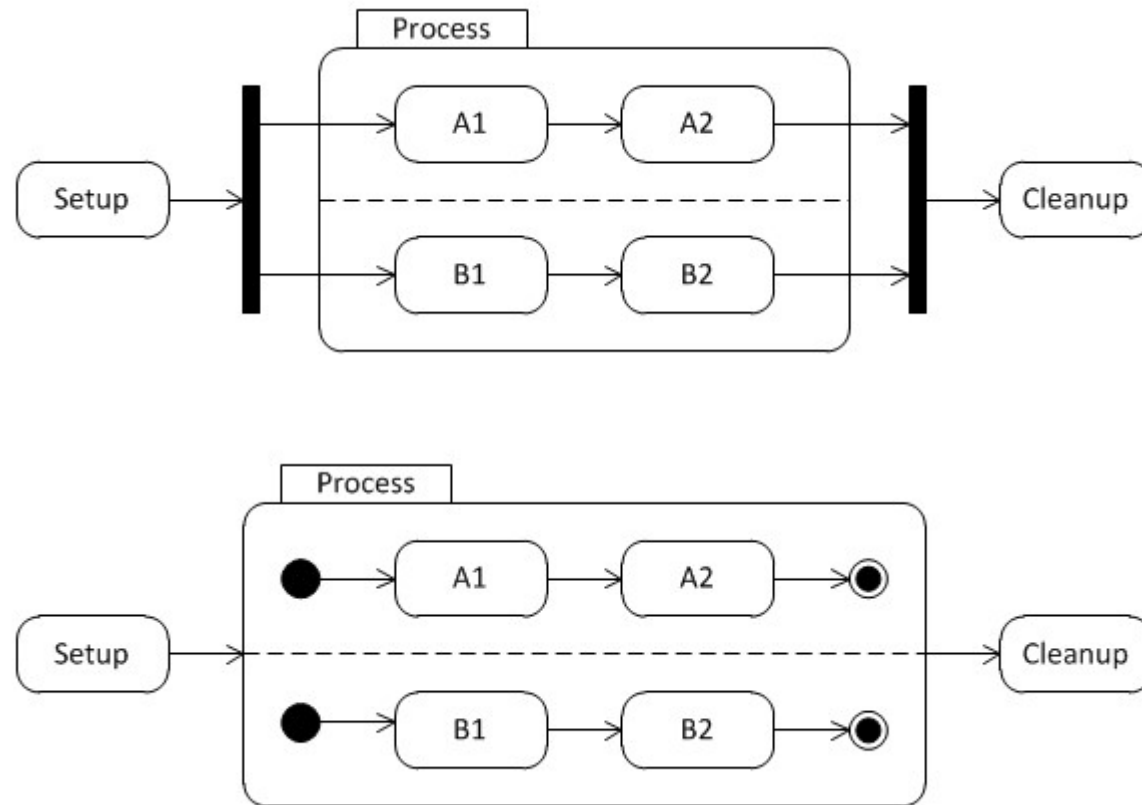 Process
A1
A2
Setup
Cleanup
B1
B2
Process
A1
A2
Setup
Cleanup
B1
B2